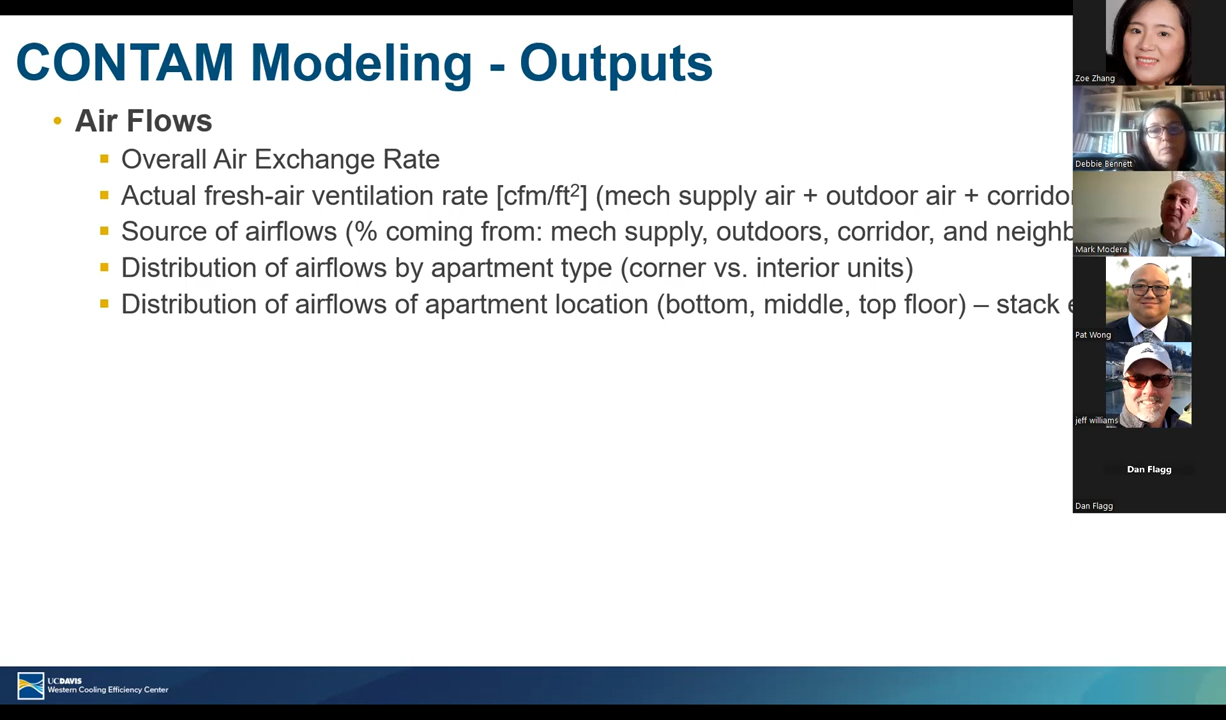 CONTAM Modeling - Outputs
• Air Flows
▪ Overall Air Exchange Rate
▪ Actual fresh-air ventilation rate [cfm/ft²] (mech supply air + outdoor air +
▪ Source of airflows (% coming from: mech supply, outdoors, corridor, and
▪ Distribution of airflows by apartment type (corner vs. interior units)
▪ Distribution of airflows of apartment location (bottom, middle, top floor) – stack
Zoe Zhang
Debbie Bennett
Mark Modera
Pat Wong
jeff williams
Dan Flagg
Dan Flagg
UCDAVIS
Western Cooling Efficiency Center